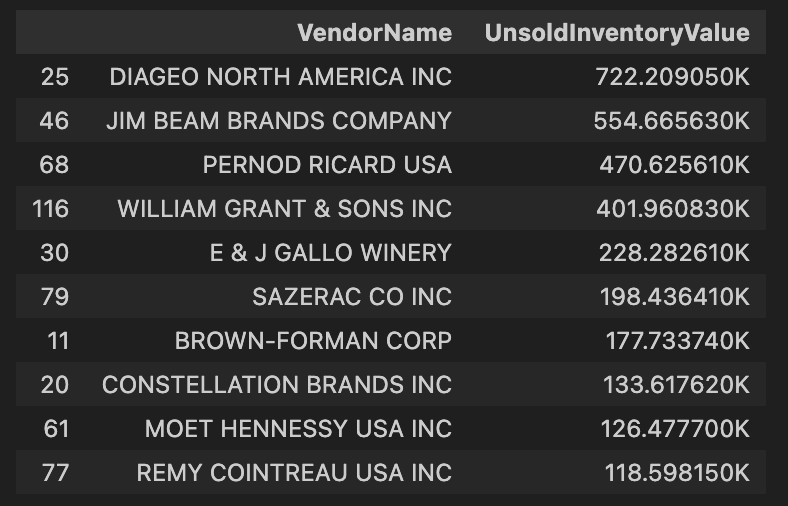 VendorName UnsoldInventoryValue
25 DIAGEO NORTH AMERICA INC 722.209050K
46 JIM BEAM BRANDS COMPANY 554.665630K
68 PERNOD RICARD USA 470.625610K
116 WILLIAM GRANT & SONS INC 401.960830K
30 E & J GALLO WINERY 228.282610K
79 SAZERAC CO INC 198.436410K
11 BROWN-FORMAN CORP 177.733740K
20 CONSTELLATION BRANDS INC 133.617620K
61 MOET HENNESSY USA INC 126.477700K
77 REMY COINTREAU USA INC 118.598150K